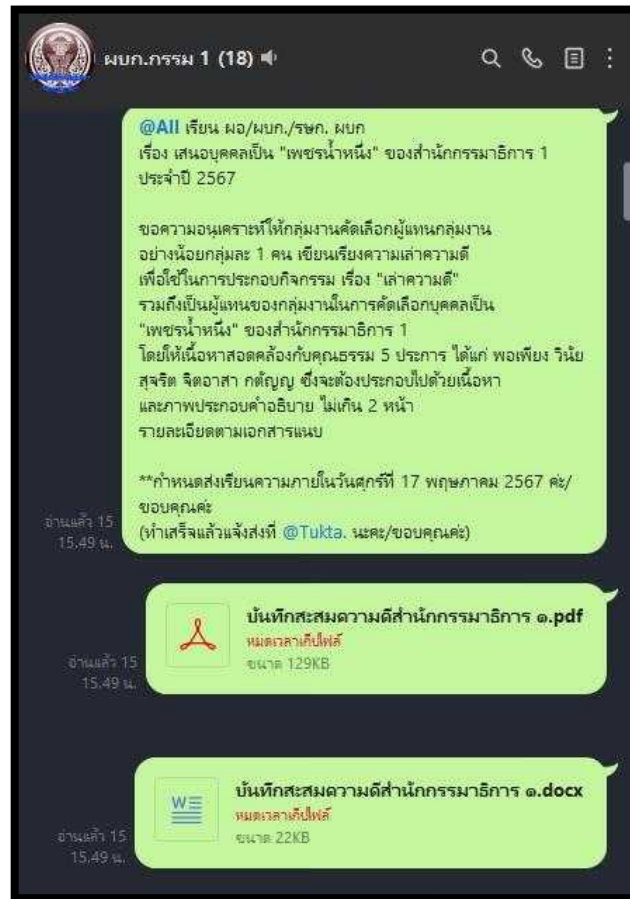 ผบก.กรรม 1 (18)
@All เรียน ผอ/ผบก./รษก. ผบก
เรื่อง เสนอบุคคลเป็น "เพชรน้ำหนึ่ง" ของสำนักกรรมาธิการ 1
ประจำปี 2567
ขอความอนุเคราะห์ให้กลุ่มงานคัดเลือกผู้แทนกลุ่มงาน
อย่างน้อยกลุ่มละ 1 คน เขียนเรียงความเล่าความดี
เพื่อใช้ในการประกอบกิจกรรม เรื่อง "เล่าความดี"
รวมถึงเป็นผู้แทนของกลุ่มงานในการคัดเลือกบุคคลเป็น
"เพชรน้ำหนึ่ง" ของสำนักกรรมาธิการ 1
โดยให้เนื้อหาสอดคล้องกับคุณธรรม 5 ประการ ได้แก่ พอเพียง วินัย
สุจริต จิตอาสา กตัญญู ซึ่งจะต้องประกอบไปด้วยเนื้อหา
และภาพประกอบคำอธิบาย ไม่เกิน 2 หน้า
รายละเอียดตามเอกสารแนบ
**กำหนดส่งเรียนความภายในวันศุกร์ที่ 17 พฤษภาคม 2567 ค่ะ/
ขอบคุณค่ะ
(ทำเสร็จแล้วแจ้งส่งที่ @Tukta. นะคะ/ขอบคุณค่ะ)
อ่านแล้ว 15
15.49 น.
บันทึกสะสมความดีสำนักกรรมาธิการ ๑.pdf
หมดเวลาเก็บไฟล์
ขนาด 129KB
อ่านแล้ว 15
15.49 น.
บันทึกสะสมความดีสำนักกรรมาธิการ ๑.docx
หมดเวลาเก็บไฟล์
ขนาด 22KB
อ่านแล้ว 15
15.49 น.